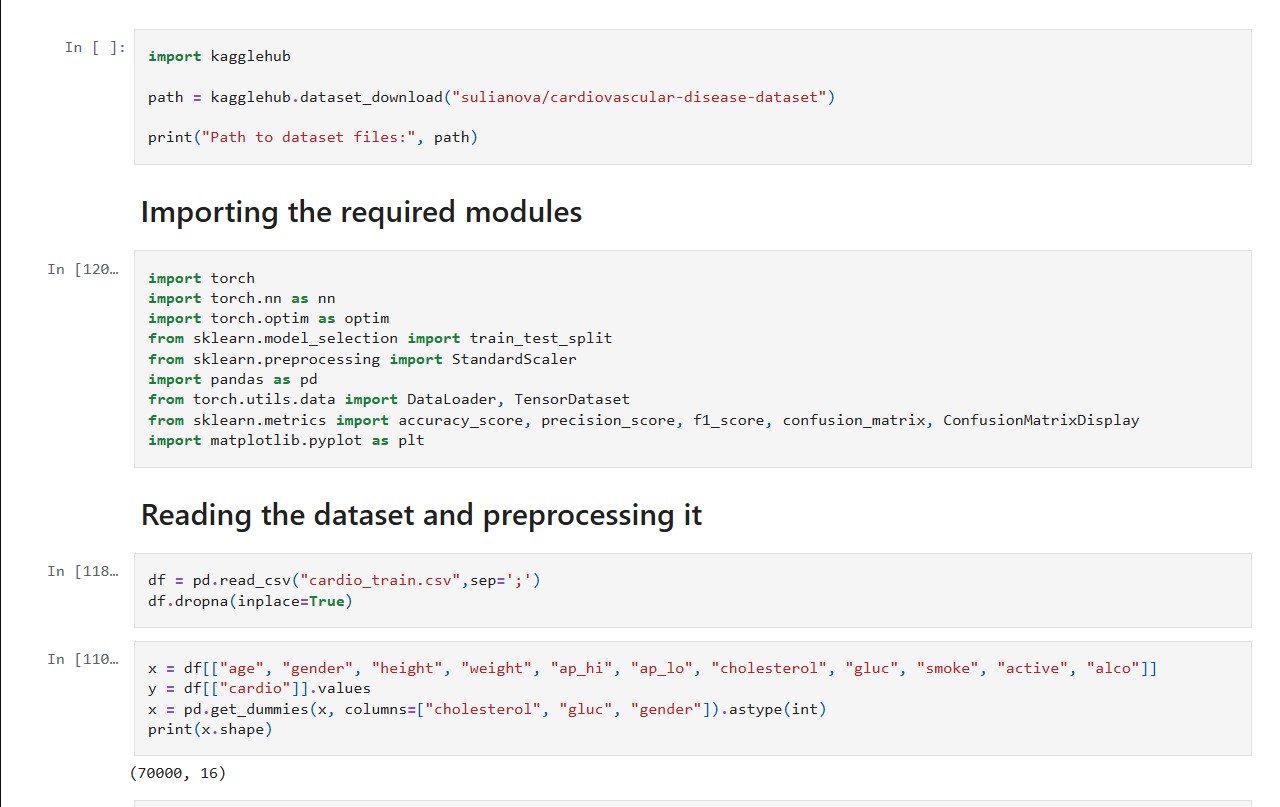 In [ ]:
import kagglehub
path = kagglehub.dataset_download("sulianova/cardiovascular-disease-dataset")
print("Path to dataset files:", path)
Importing the required modules
In [120…
import torch
import torch.nn as nn
import torch.optim as optim
from sklearn.model_selection import train_test_split
from sklearn.preprocessing import StandardScaler
import pandas as pd
from torch.utils.data import DataLoader, TensorDataset
from sklearn.metrics import accuracy_score, precision_score, f1_score, confusion_matrix, ConfusionMatrixDisplay
import matplotlib.pyplot as plt
Reading the dataset and preprocessing it
In [118…
df = pd.read_csv("cardio_train.csv",sep=';')
df.dropna(inplace=True)
In [110…
x = df[["age", "gender", "height", "weight", "ap_hi", "ap_lo", "cholesterol", "gluc", "smoke", "active", "alco"]]
y = df[["cardio"]].values
x = pd.get_dummies(x, columns=["cholesterol", "gluc", "gender"]).astype(int)
print(x.shape)
(70000, 16)